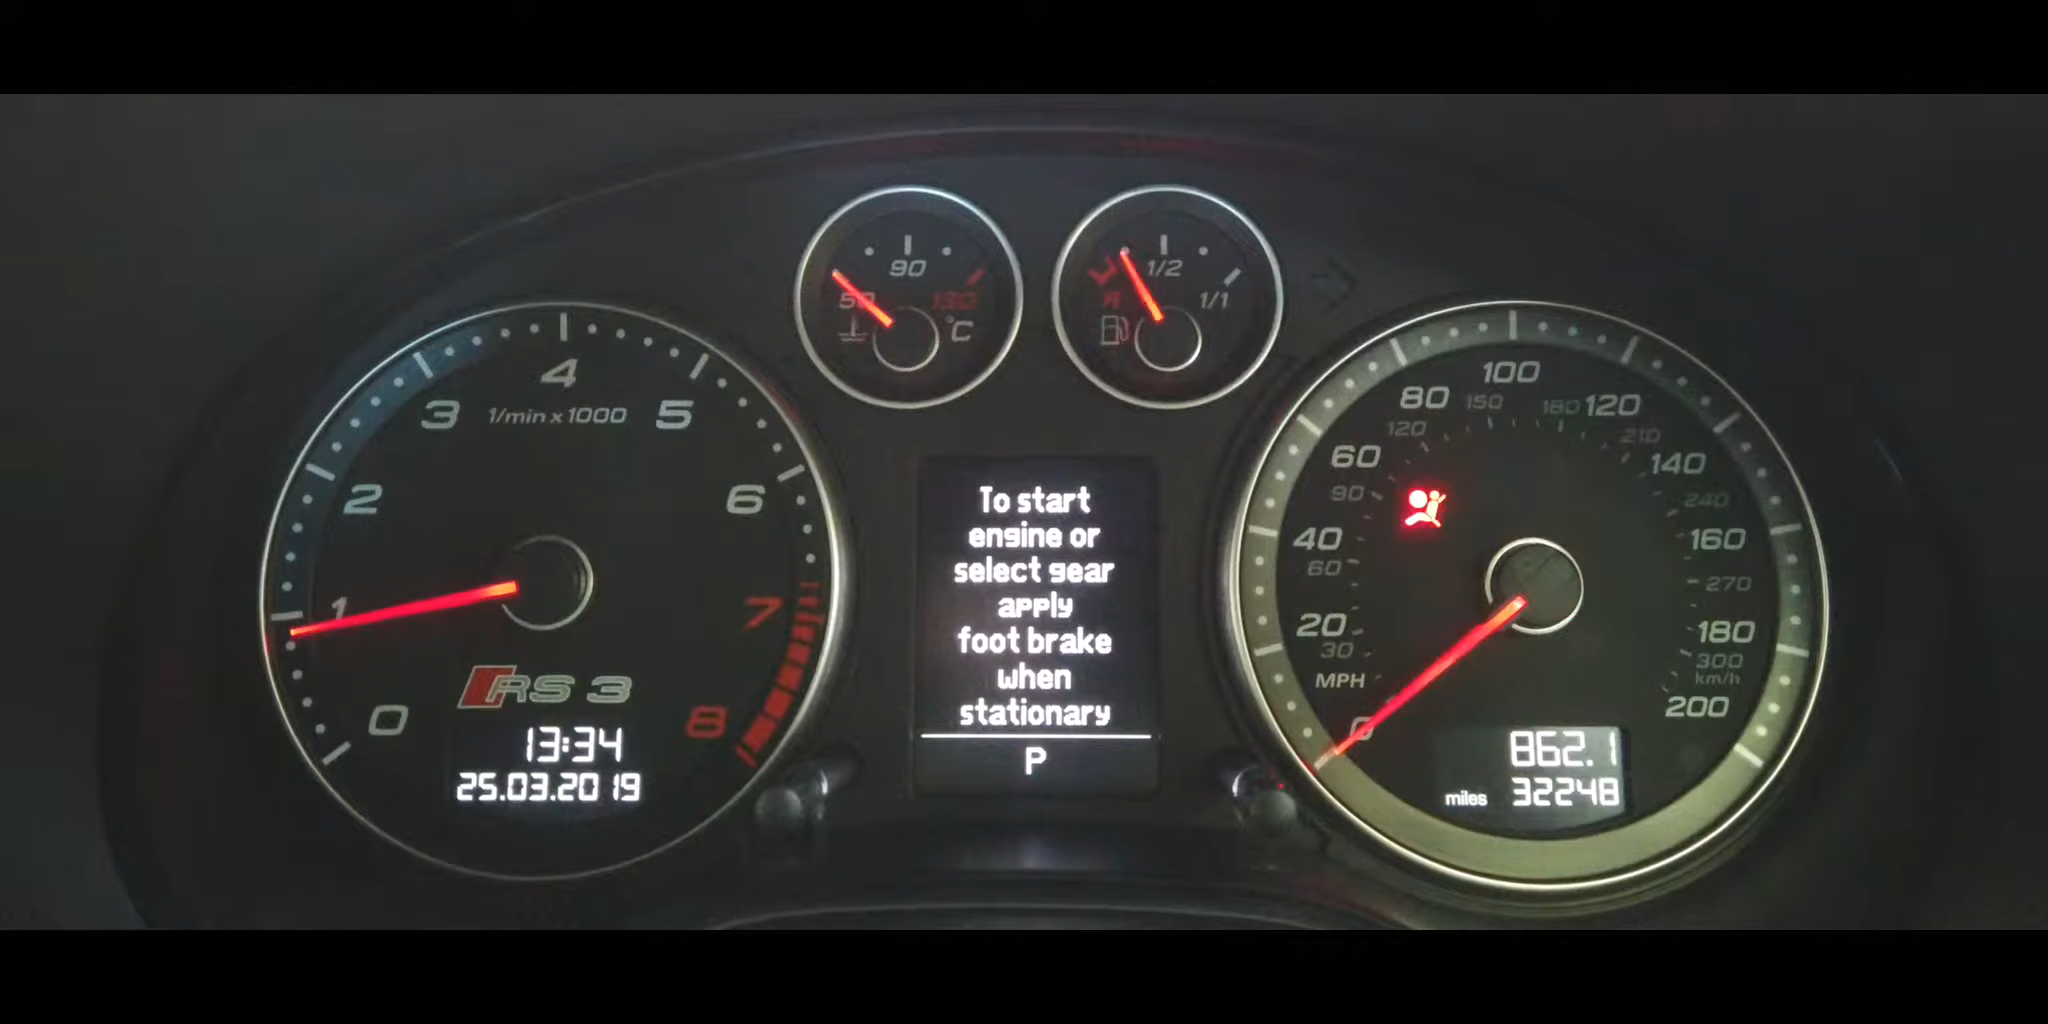 90
50
130
°C
1/2
R
1/1
0
1
2
3
4
5
6
7
8
1/min x 1000
RS 3
13:34
25.03.2019
To start
engine or
select gear
apply
foot brake
when
stationary
P
0
20
40
60
80
100
120
140
160
180
200
MPH
30
60
90
120
150
180
210
240
270
300
km/h
862.1
miles 32248